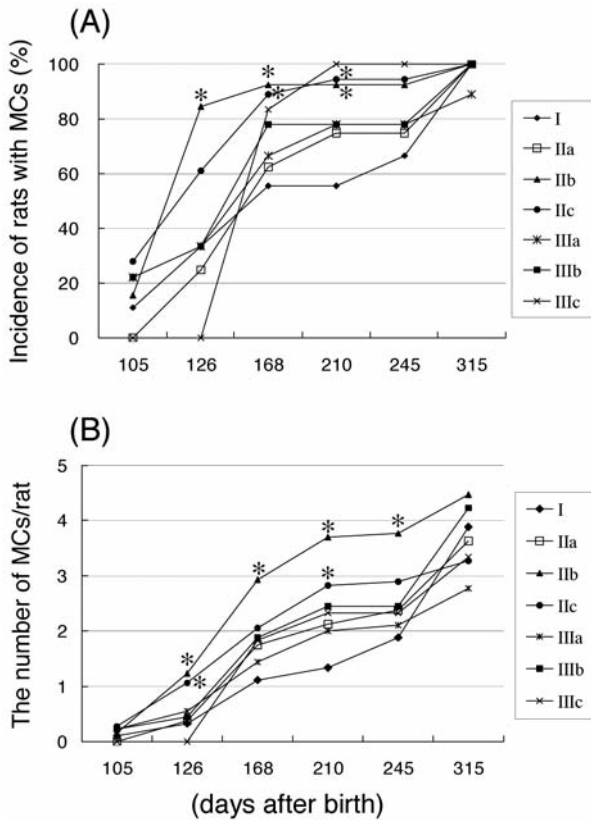 (A)
Incidence of rats with MCs (%)
100
80
60
40
20
0
* * * * *
105 126 168 210 245 315
I
IIa
IIb
IIc
IIIa
IIIb
IIIc
(B)
The number of MCs/rat
5
4
3
2
1
0
* * * * * *
105 126 168 210 245 315
(days after birth)
I
IIa
IIb
IIc
IIIa
IIIb
IIIc